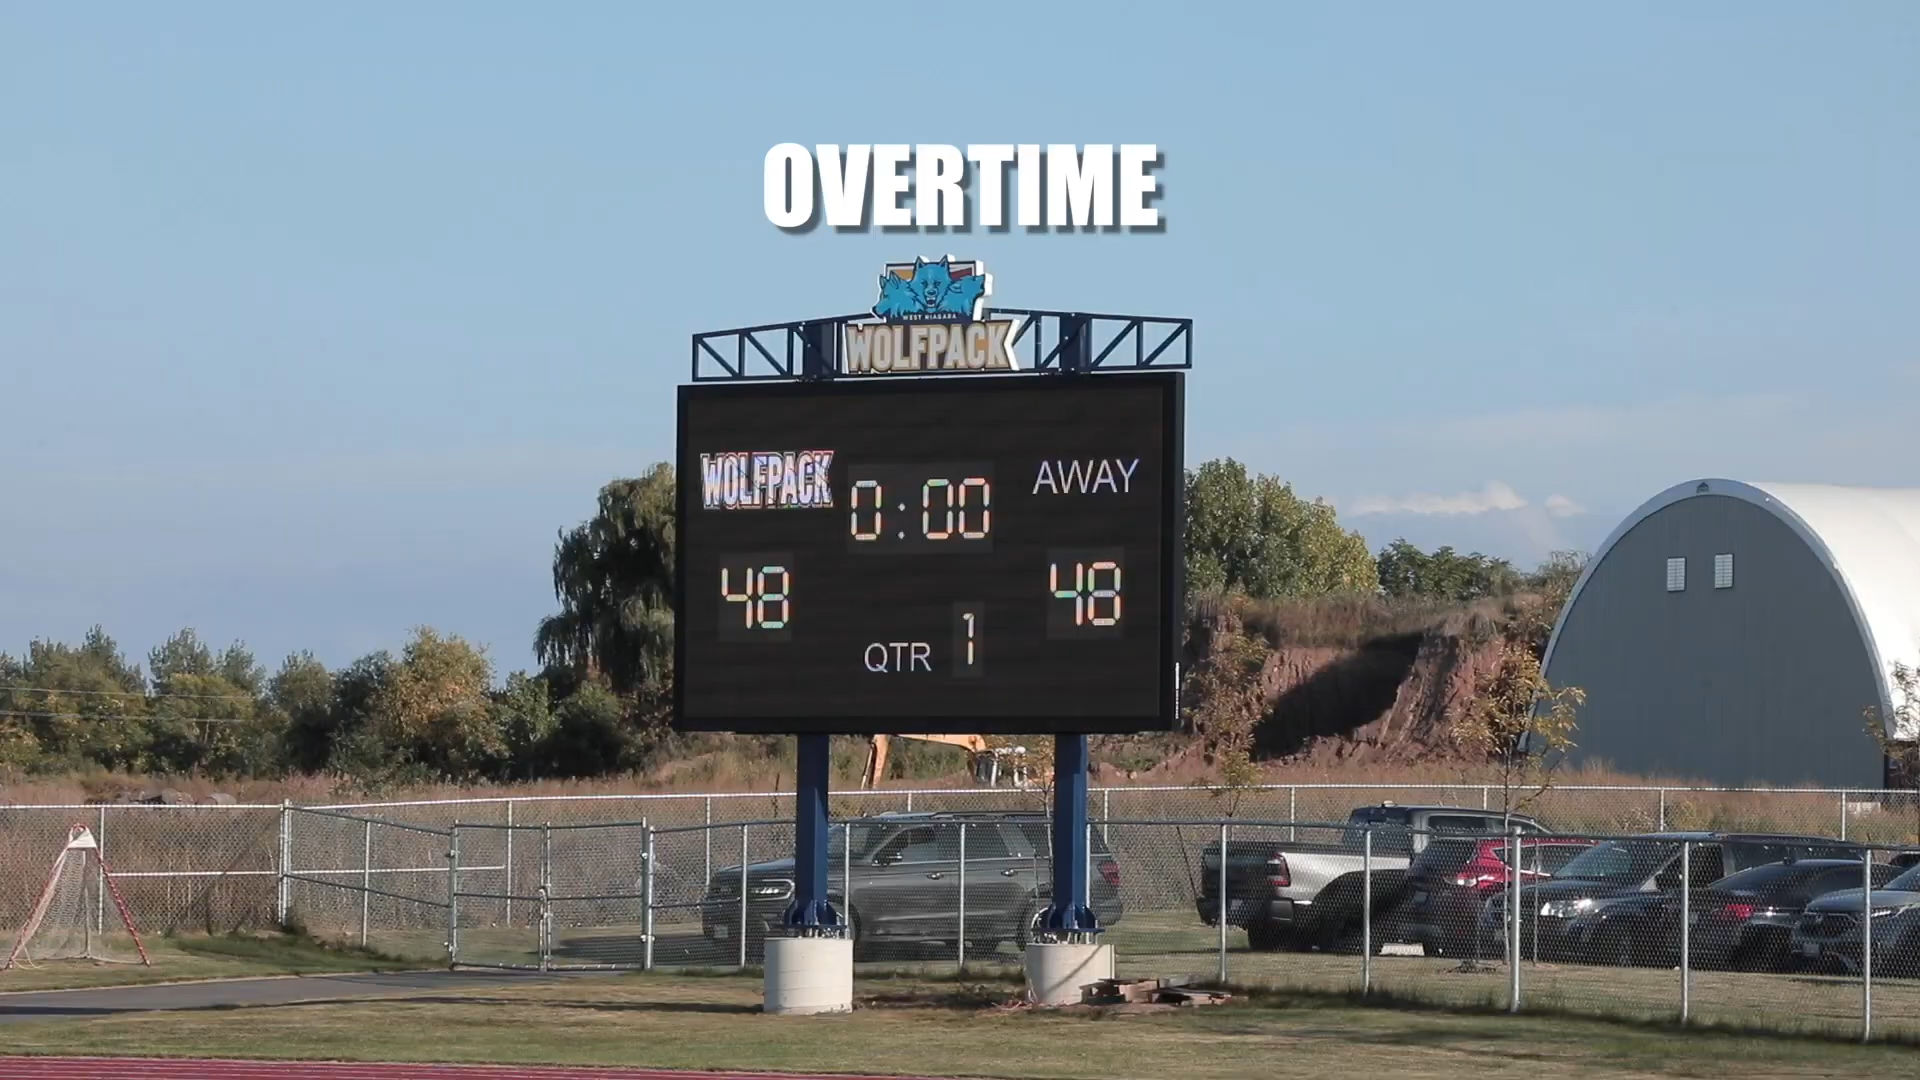 OVERTIME
WEST NIAGARA
WOLFPACK
WOLFPACK 0:00 AWAY
48 48
QTR 1